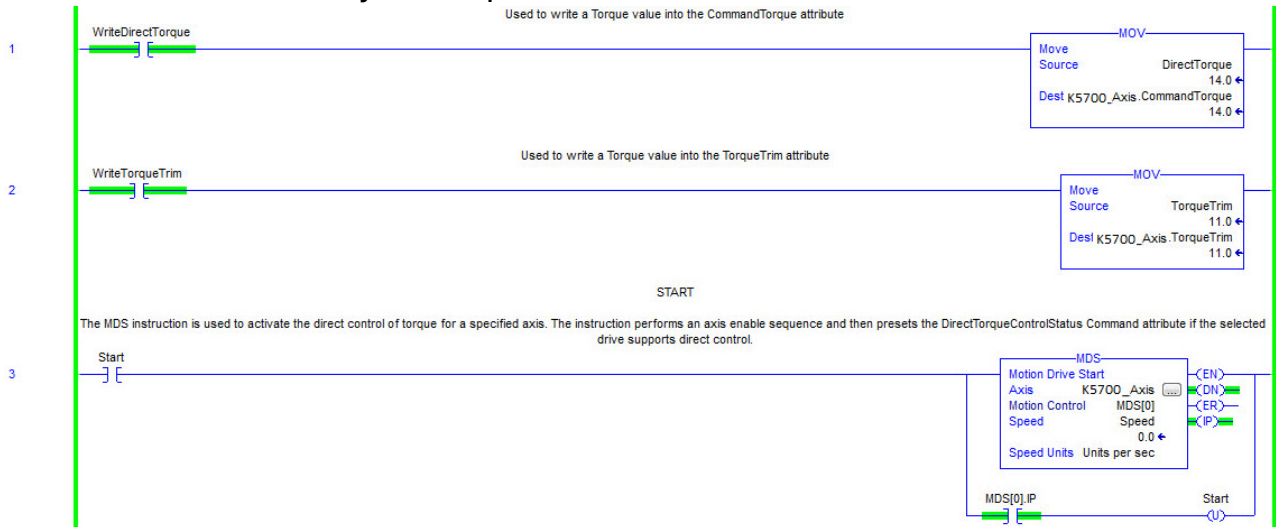 Used to write a Torque value into the CommandTorque attribute
WriteDirectTorque
MOV
1
Move
Source DirectTorque
14.0
Dest K5700_Axis.CommandTorque
14.0
Used to write a Torque value into the TorqueTrim attribute
WriteTorqueTrim
MOV
2
Move
Source TorqueTrim
11.0
Dest K5700_Axis.TorqueTrim
11.0
START
The MDS instruction is used to activate the direct control of torque for a specified axis. The instruction performs an axis enable sequence and then presets the DirectTorqueControlStatus Command attribute if the selected
drive supports direct control.
Start
MDS
3
Motion Drive Start (EN)
Axis K5700_Axis ... (DN)
Motion Control MDS[0] (ER)
Speed Speed (IP)
0.0
Speed Units Units per sec
MDS[0].IP Start
(U)